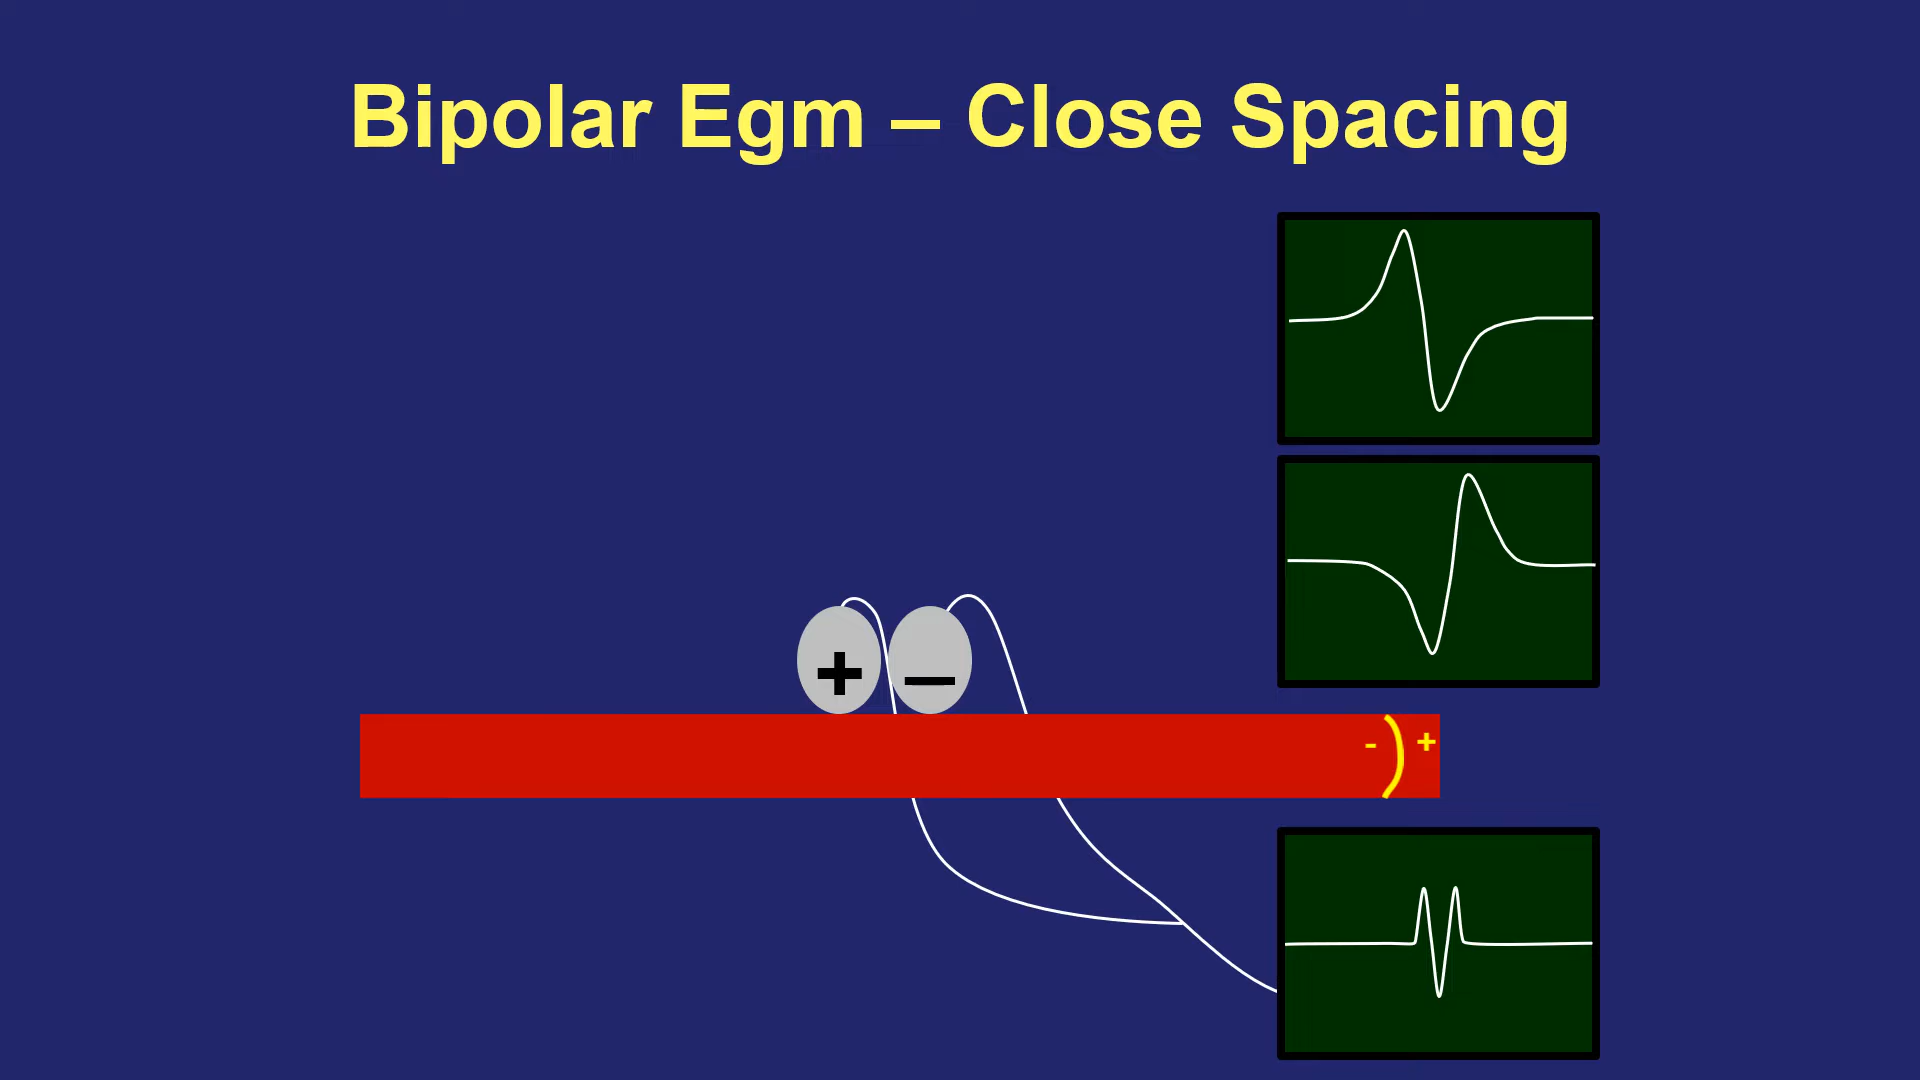 Bipolar Egm – Close Spacing
+ –
- ) +